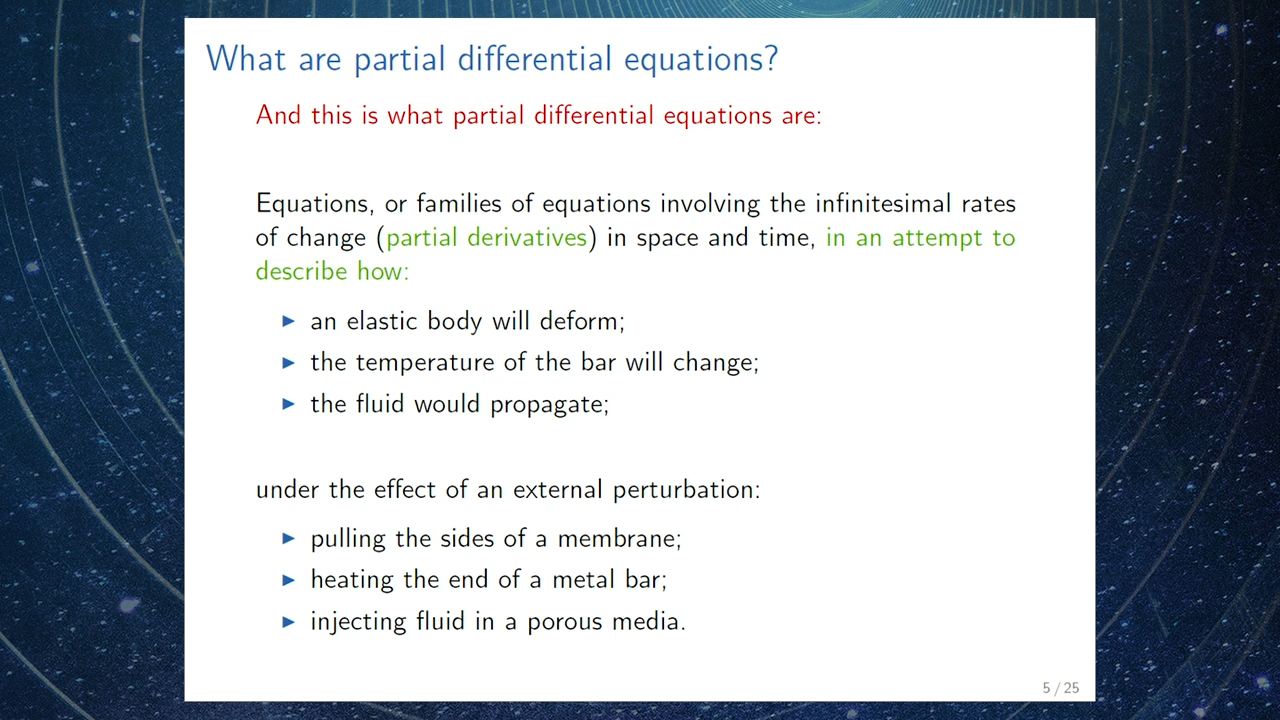 What are partial differential equations?
And this is what partial differential equations are:
Equations, or families of equations involving the infinitesimal rates
of change (partial derivatives) in space and time, in an attempt to
describe how:
▶ an elastic body will deform;
▶ the temperature of the bar will change;
▶ the fluid would propagate;
under the effect of an external perturbation:
▶ pulling the sides of a membrane;
▶ heating the end of a metal bar;
▶ injecting fluid in a porous media.
5 / 25